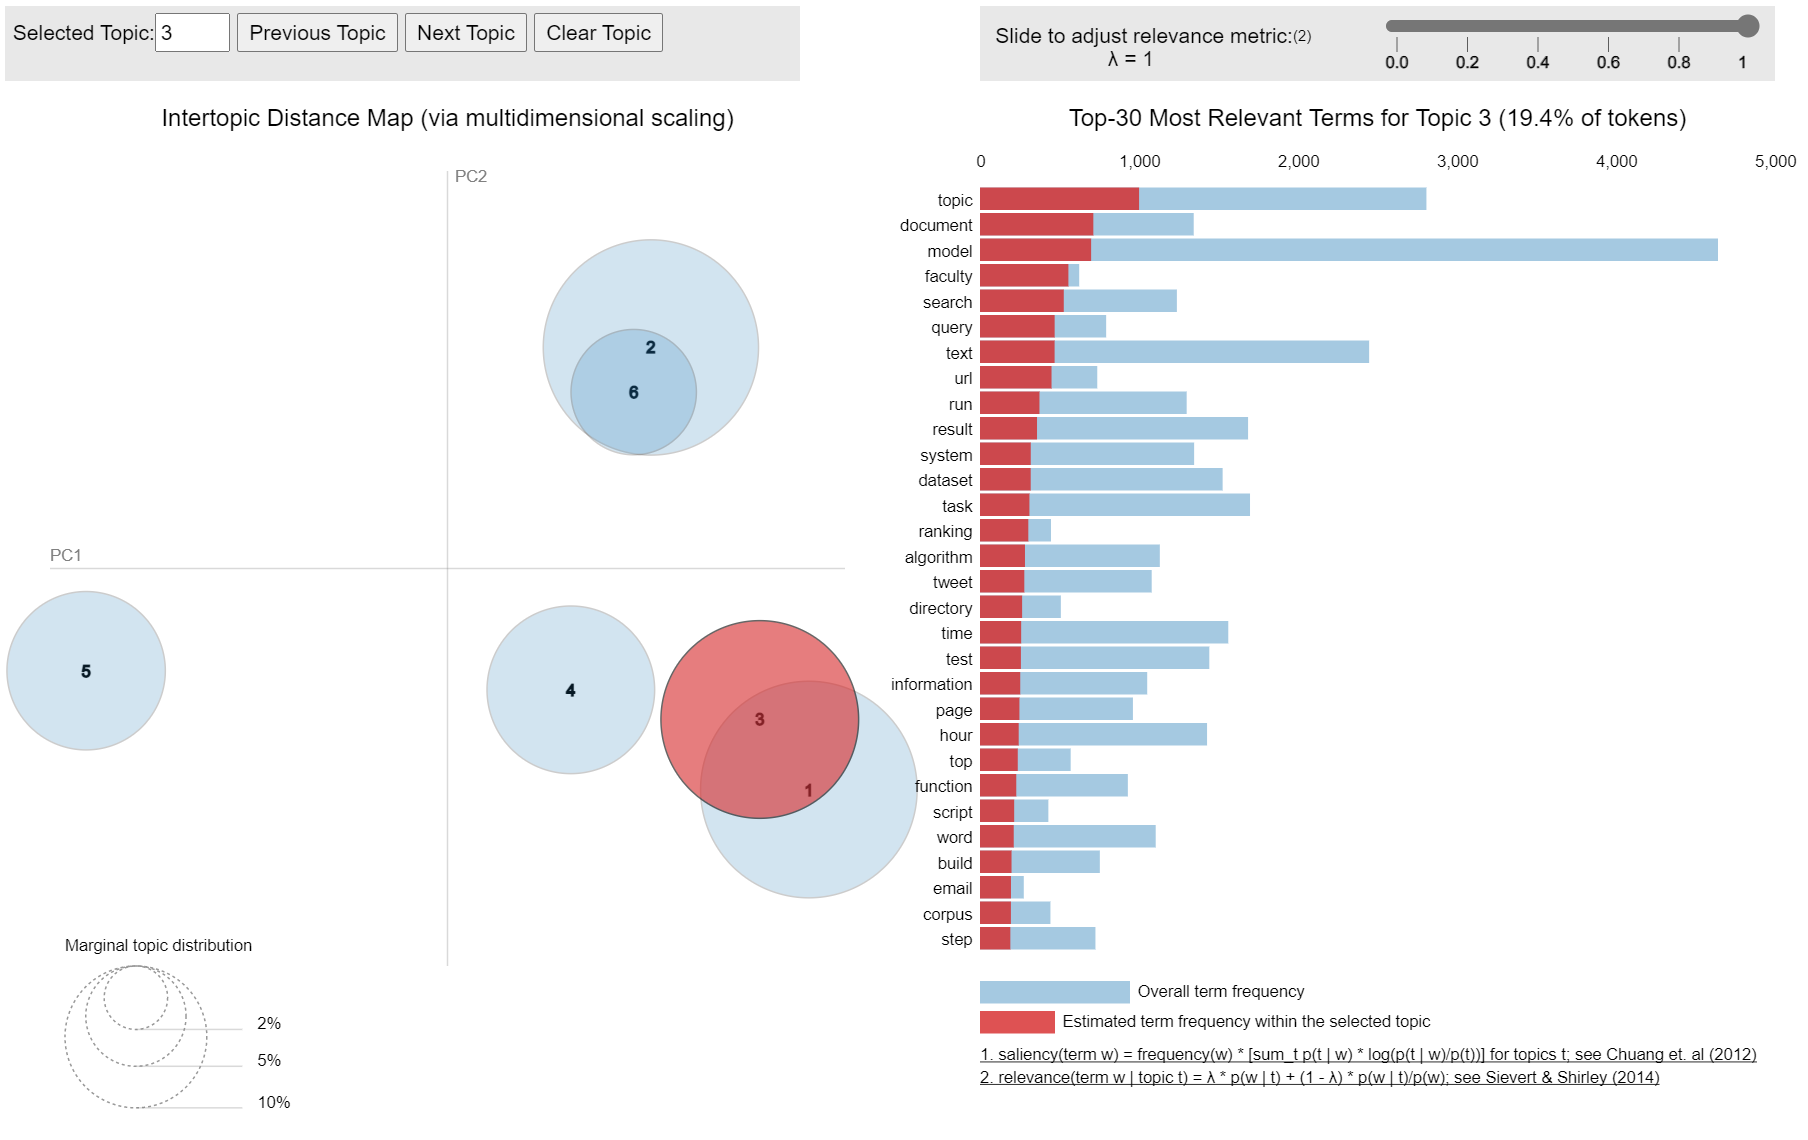 Selected Topic: 3 Previous Topic Next Topic Clear Topic
Slide to adjust relevance metric:(2)
λ = 1
0.0 0.2 0.4 0.6 0.8 1
Intertopic Distance Map (via multidimensional scaling)
PC2
PC1
2
6
5
4
3
1
Marginal topic distribution
2%
5%
10%
Top-30 Most Relevant Terms for Topic 3 (19.4% of tokens)
0 1,000 2,000 3,000 4,000 5,000
topic
document
model
faculty
search
query
text
url
run
result
system
dataset
task
ranking
algorithm
tweet
directory
time
test
information
page
hour
top
function
script
word
build
email
corpus
step
Overall term frequency
Estimated term frequency within the selected topic
1. saliency(term w) = frequency(w) * [sum_t p(t | w) * log(p(t | w)/p(t))] for topics t; see Chuang et. al (2012)
2. relevance(term w | topic t) = λ * p(w | t) + (1 - λ) * p(w | t)/p(w); see Sievert & Shirley (2014)